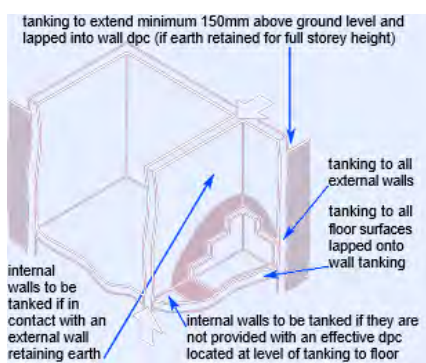 tanking to extend minimum 150mm above ground level and
lapped into wall dpc (if earth retained for full storey height)
tanking to all
external walls
tanking to all
floor surfaces
lapped onto
wall tanking
internal
walls to be
tanked if in
contact with an
external wall
retaining earth
internal walls to be tanked if they are
not provided with an effective dpc
located at level of tanking to floor